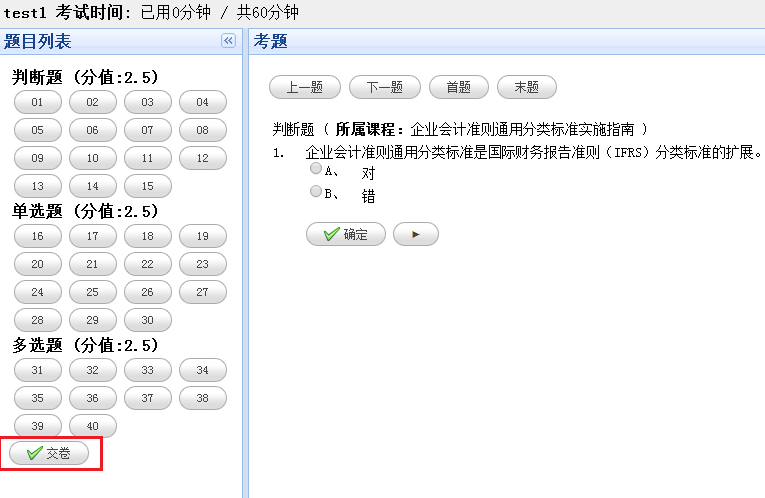 test1 考试时间: 已用0分钟 / 共60分钟
题目列表
判断题 (分值:2.5)
01 02 03 04
05 06 07 08
09 10 11 12
13 14 15
单选题 (分值:2.5)
16 17 18 19
20 21 22 23
24 25 26 27
28 29 30
多选题 (分值:2.5)
31 32 33 34
35 36 37 38
39 40
交卷
考题
上一题 下一题 首题 末题
判断题 ( 所属课程：企业会计准则通用分类标准实施指南 )
1. 企业会计准则通用分类标准是国际财务报告准则（IFRS）分类标准的扩展。
A、 对
B、 错
确定